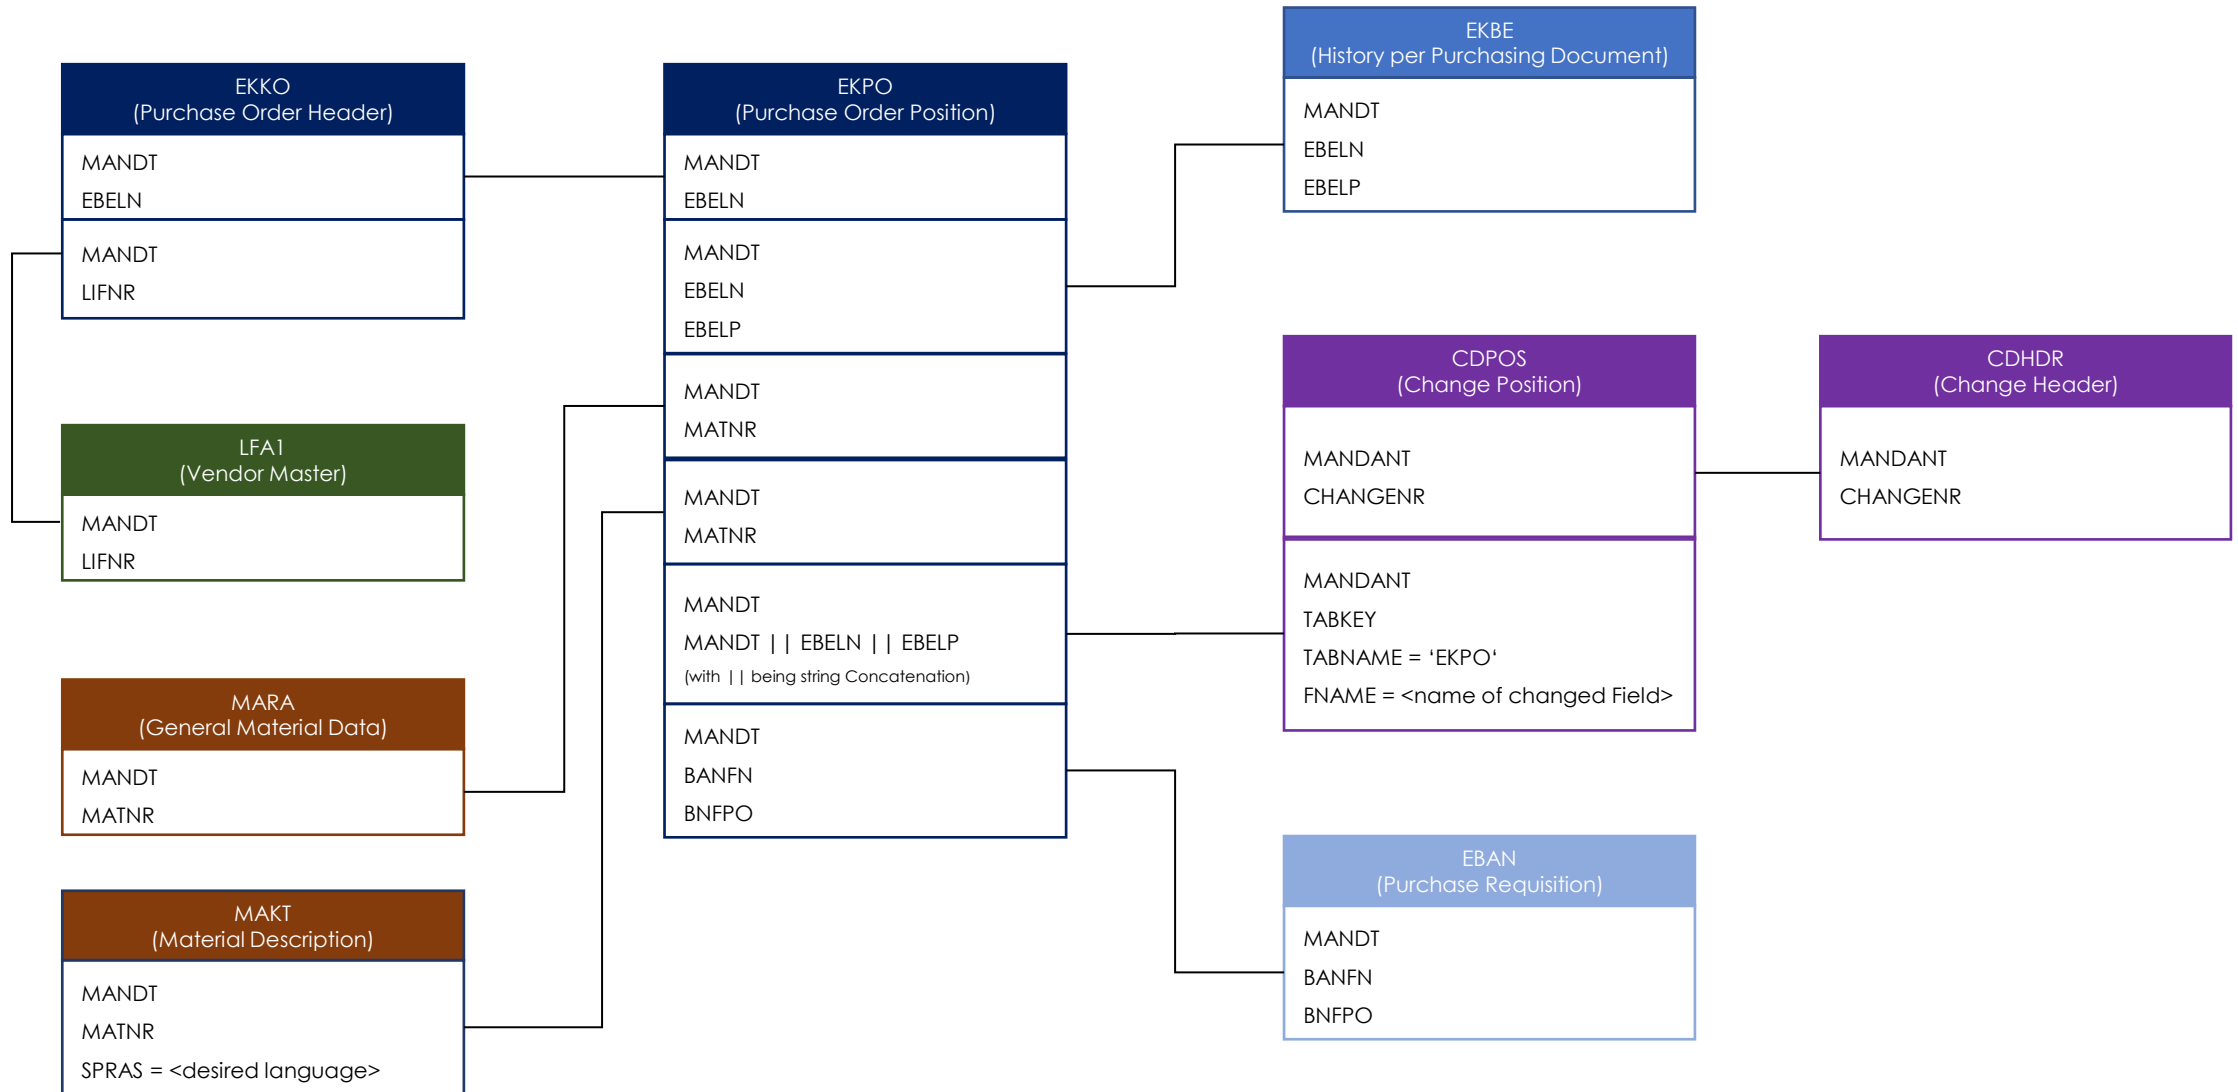 EKKO
(Purchase Order Header)
MANDT
EBELN
MANDT
LIFNR
LFA1
(Vendor Master)
MANDT
LIFNR
MARA
(General Material Data)
MANDT
MATNR
MAKT
(Material Description)
MANDT
MATNR
SPRAS = <desired language>
EKPO
(Purchase Order Position)
MANDT
EBELN
MANDT
EBELN
EBELP
MANDT
MATNR
MANDT
MATNR
MANDT
MANDT || EBELN || EBELP
(with || being string Concatenation)
MANDT
BANFN
BNFPO
EKBE
(History per Purchasing Document)
MANDT
EBELN
EBELP
CDPOS
(Change Position)
MANDANT
CHANGENR
MANDANT
TABKEY
TABNAME = ‘EKPO‘
FNAME = <name of changed Field>
EBAN
(Purchase Requisition)
MANDT
BANFN
BNFPO
CDHDR
(Change Header)
MANDANT
CHANGENR